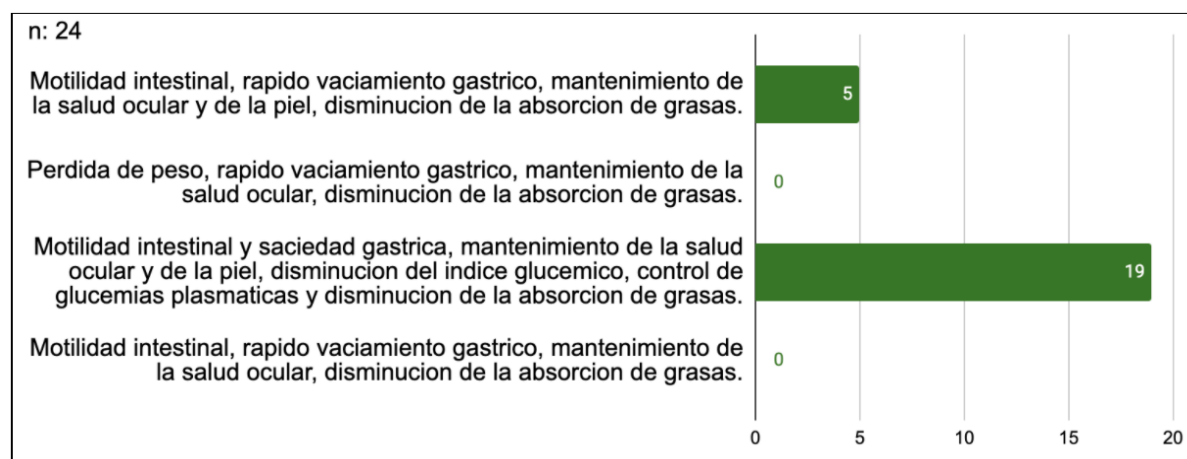 n: 24
Motilidad intestinal, rapido vaciamiento gastrico, mantenimiento de
la salud ocular y de la piel, disminucion de la absorcion de grasas.
5
Perdida de peso, rapido vaciamiento gastrico, mantenimiento de la
salud ocular, disminucion de la absorcion de grasas.
0
Motilidad intestinal y saciedad gastrica, mantenimiento de la salud
ocular y de la piel, disminucion del indice glucemico, control de
glucemias plasmaticas y disminucion de la absorcion de grasas.
19
Motilidad intestinal, rapido vaciamiento gastrico, mantenimiento de
la salud ocular, disminucion de la absorcion de grasas.
0
0 5 10 15 20